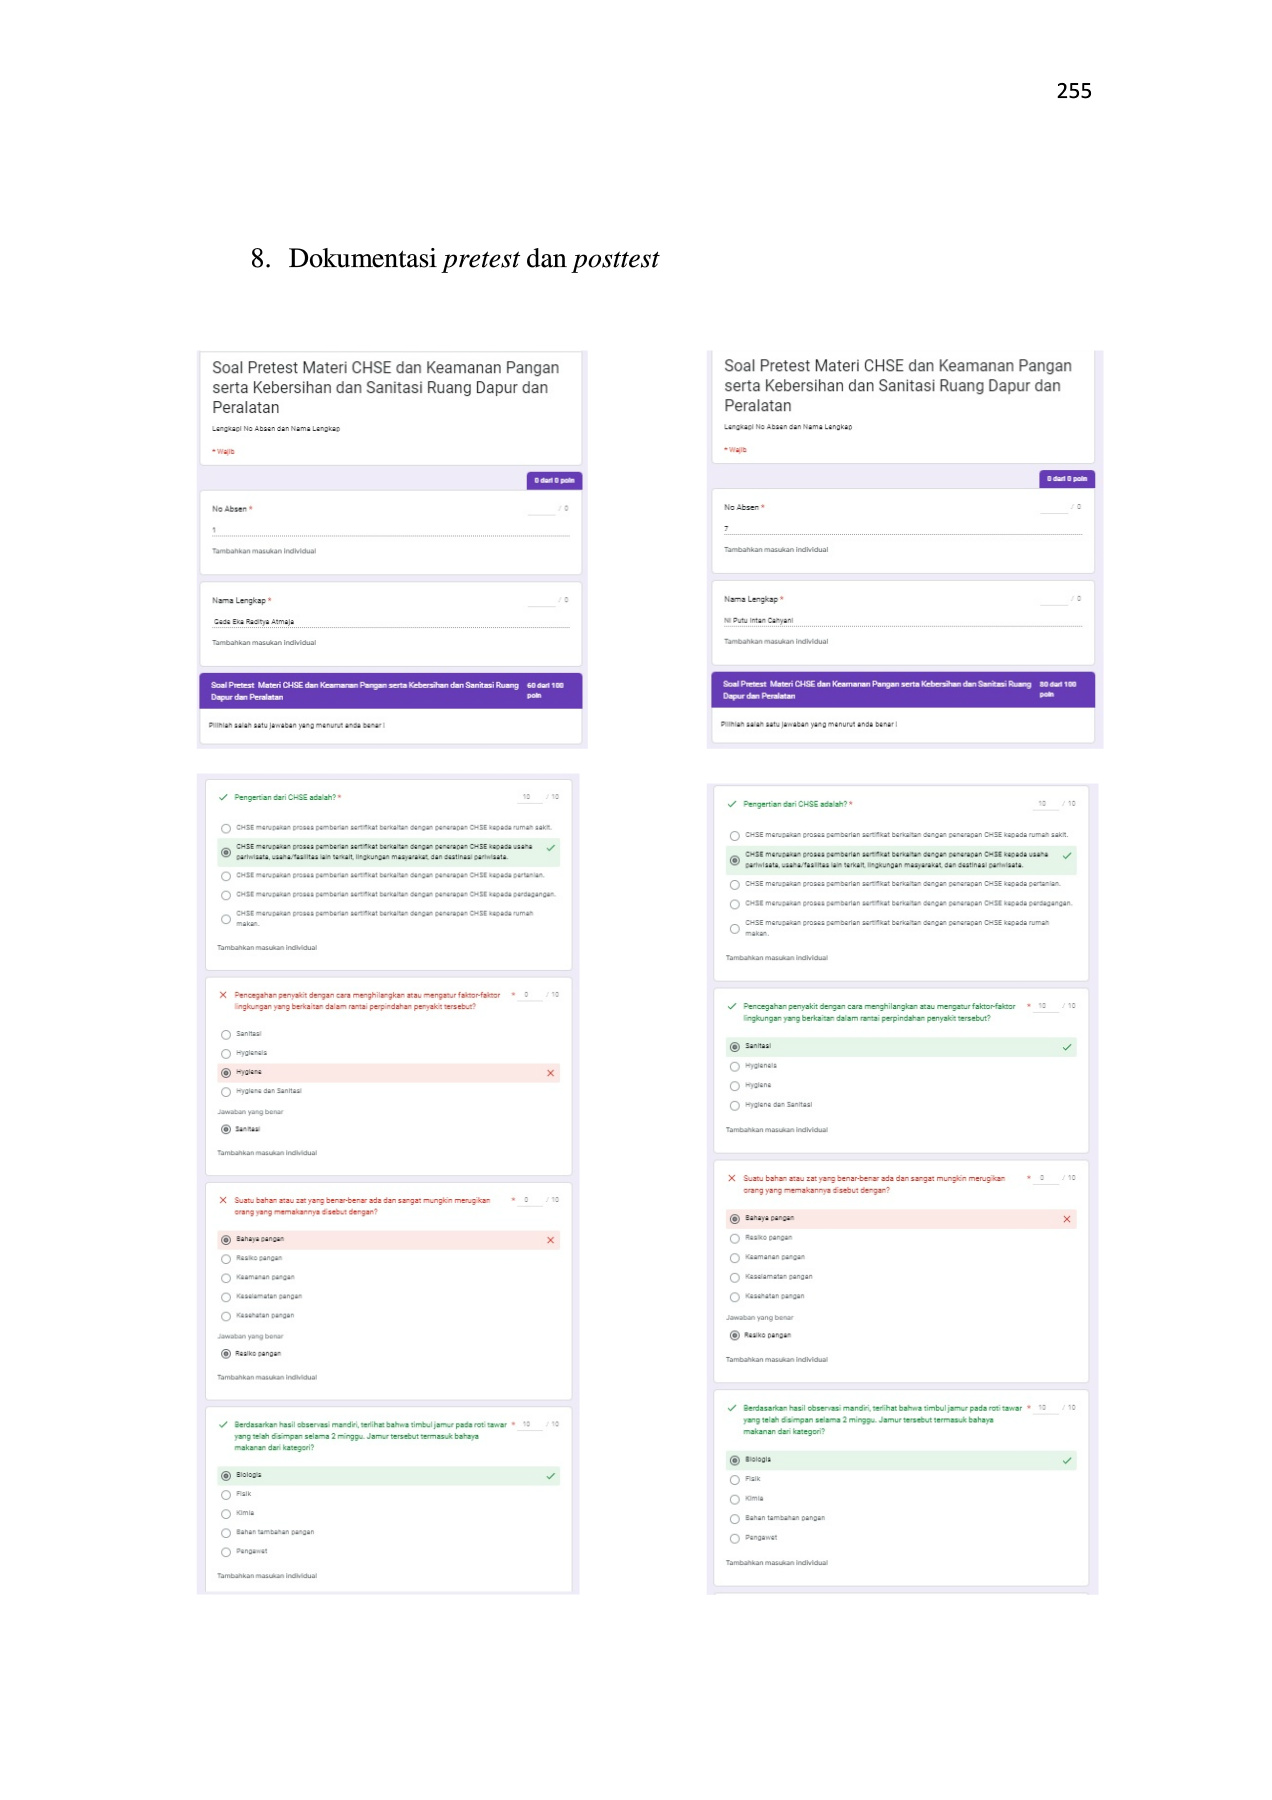 255
8. Dokumentasi pretest dan posttest
Soal Pretest Materi CHSE dan Keamanan Pangan
serta Kebersihan dan Sanitasi Ruang Dapur dan
Peralatan
Lengkapi No Absen dan Nama Lengkap
* Wajib
0 dari 0 poin
No Absen *
/ 0
1
Tambahkan masukan individual
Nama Lengkap *
/ 0
Gede Eka Raditya Atmaja
Tambahkan masukan individual
Soal Pretest Materi CHSE dan Keamanan Pangan serta Kebersihan dan Sanitasi Ruang
Dapur dan Peralatan
60 dari 100
poin
Pilihlah salah satu jawaban yang menurut anda benar !
Soal Pretest Materi CHSE dan Keamanan Pangan
serta Kebersihan dan Sanitasi Ruang Dapur dan
Peralatan
Lengkapi No Absen dan Nama Lengkap
* Wajib
0 dari 0 poin
No Absen *
/ 0
7
Tambahkan masukan individual
Nama Lengkap *
/ 0
Ni Putu Intan Cahyani
Tambahkan masukan individual
Soal Pretest Materi CHSE dan Keamanan Pangan serta Kebersihan dan Sanitasi Ruang
Dapur dan Peralatan
80 dari 100
poin
Pilihlah salah satu jawaban yang menurut anda benar !
Pengertian dari CHSE adalah? *
10 / 10
CHSE merupakan proses pemberian sertifikat berkaitan dengan penerapan CHSE kepada rumah sakit.
CHSE merupakan proses pemberian sertifikat berkaitan dengan penerapan CHSE kepada usaha
pariwisata, usaha/fasilitas lain terkait, lingkungan masyarakat, dan destinasi pariwisata.
CHSE merupakan proses pemberian sertifikat berkaitan dengan penerapan CHSE kepada pertanian.
CHSE merupakan proses pemberian sertifikat berkaitan dengan penerapan CHSE kepada perdagangan.
CHSE merupakan proses pemberian sertifikat berkaitan dengan penerapan CHSE kepada rumah
makan.
Tambahkan masukan individual
Pencegahan penyakit dengan cara menghilangkan atau mengatur faktor-faktor * 0 / 10
lingkungan yang berkaitan dalam rantai perpindahan penyakit tersebut?
Sanitasi
Hygieneis
Hygiene
Hygiene dan Sanitasi
Jawaban yang benar
Sanitasi
Tambahkan masukan individual
Suatu bahan atau zat yang benar-benar ada dan sangat mungkin merugikan * 0 / 10
orang yang memakannya disebut dengan?
Bahaya pangan
Resiko pangan
Keamanan pangan
Keselamatan pangan
Kesehatan pangan
Jawaban yang benar
Resiko pangan
Tambahkan masukan individual
Berdasarkan hasil observasi mandiri, terlihat bahwa timbul jamur pada roti tawar * 10 / 10
yang telah disimpan selama 2 minggu. Jamur tersebut termasuk bahaya
makanan dari kategori?
Biologis
Fisik
Kimia
Bahan tambahan pangan
Pengawet
Tambahkan masukan individual
Pengertian dari CHSE adalah? *
10 / 10
CHSE merupakan proses pemberian sertifikat berkaitan dengan penerapan CHSE kepada rumah sakit.
CHSE merupakan proses pemberian sertifikat berkaitan dengan penerapan CHSE kepada usaha
pariwisata, usaha/fasilitas lain terkait, lingkungan masyarakat, dan destinasi pariwisata.
CHSE merupakan proses pemberian sertifikat berkaitan dengan penerapan CHSE kepada pertanian.
CHSE merupakan proses pemberian sertifikat berkaitan dengan penerapan CHSE kepada perdagangan.
CHSE merupakan proses pemberian sertifikat berkaitan dengan penerapan CHSE kepada rumah
makan.
Tambahkan masukan individual
Pencegahan penyakit dengan cara menghilangkan atau mengatur faktor-faktor * 10 / 10
lingkungan yang berkaitan dalam rantai perpindahan penyakit tersebut?
Sanitasi
Hygieneis
Hygiene
Hygiene dan Sanitasi
Tambahkan masukan individual
Suatu bahan atau zat yang benar-benar ada dan sangat mungkin merugikan * 0 / 10
orang yang memakannya disebut dengan?
Bahaya pangan
Resiko pangan
Keamanan pangan
Keselamatan pangan
Kesehatan pangan
Jawaban yang benar
Resiko pangan
Tambahkan masukan individual
Berdasarkan hasil observasi mandiri, terlihat bahwa timbul jamur pada roti tawar * 10 / 10
yang telah disimpan selama 2 minggu. Jamur tersebut termasuk bahaya
makanan dari kategori?
Biologis
Fisik
Kimia
Bahan tambahan pangan
Pengawet
Tambahkan masukan individual